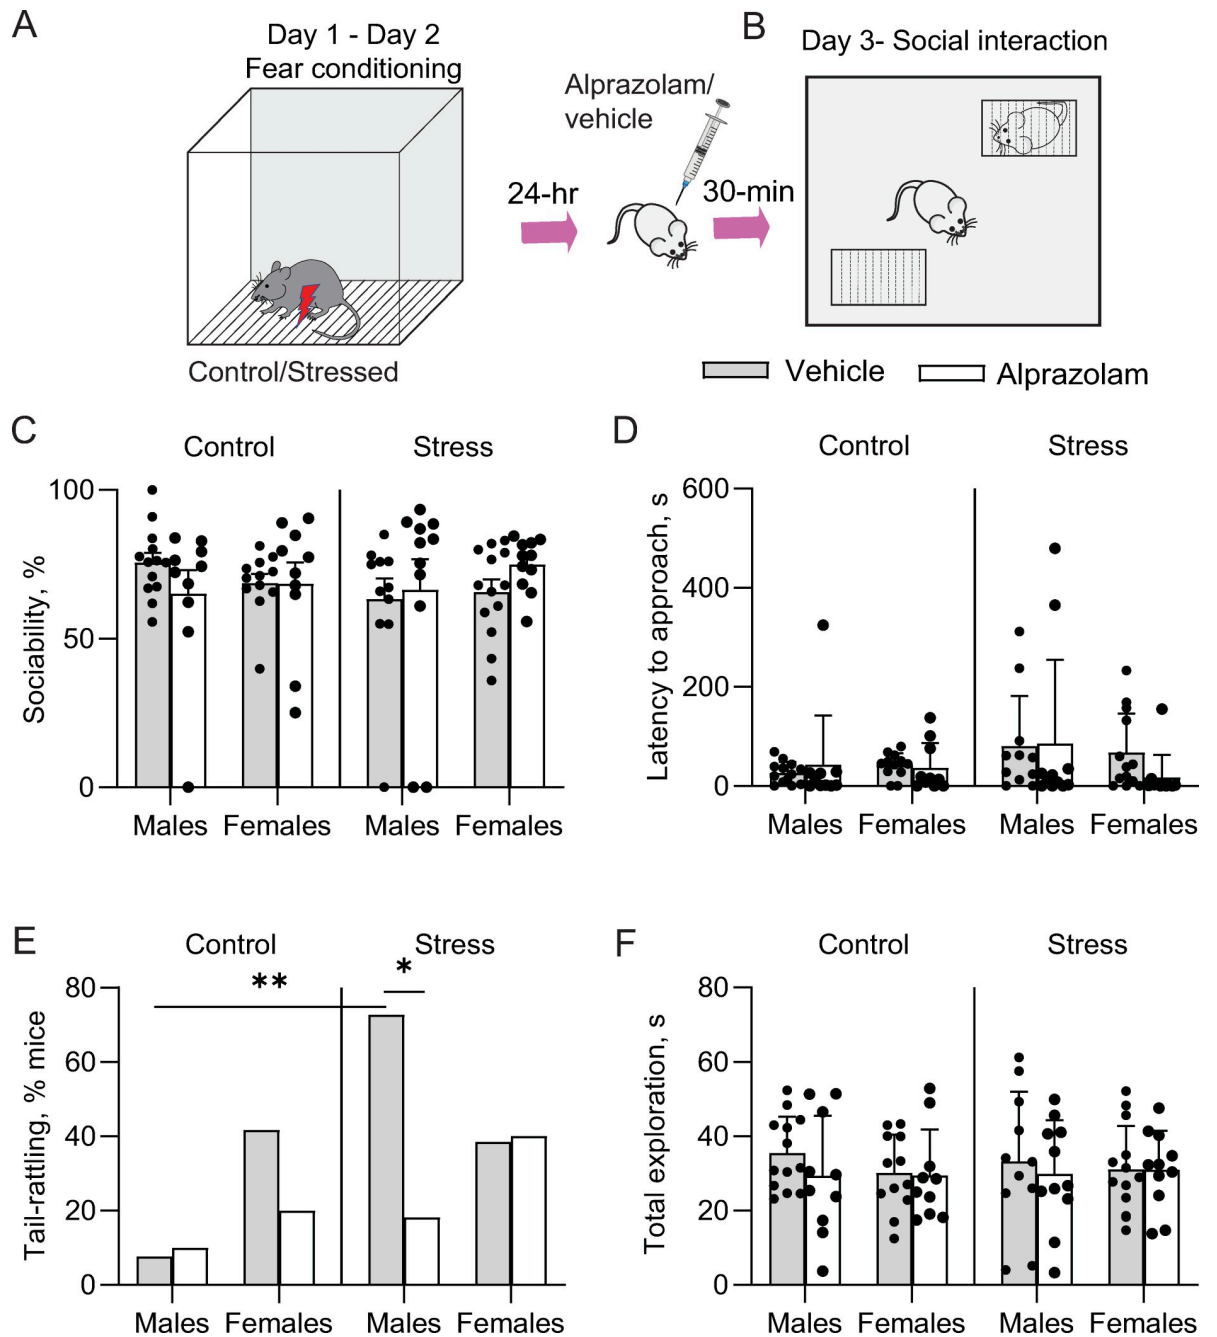 A
Day 1 - Day 2
Fear conditioning
Control/Stressed
24-hr
Alprazolam/
vehicle
30-min
B
Day 3- Social interaction
Vehicle
Alprazolam
C
Control
Stress
Sociability, %
100
50
0
Males
Females
Males
Females
D
Control
Stress
Latency to approach, s
600
400
200
0
Males
Females
Males
Females
E
Control
Stress
**
*
Tail-rattling, % mice
80
60
40
20
0
Males
Females
Males
Females
F
Control
Stress
Total exploration, s
80
60
40
20
0
Males
Females
Males
Females